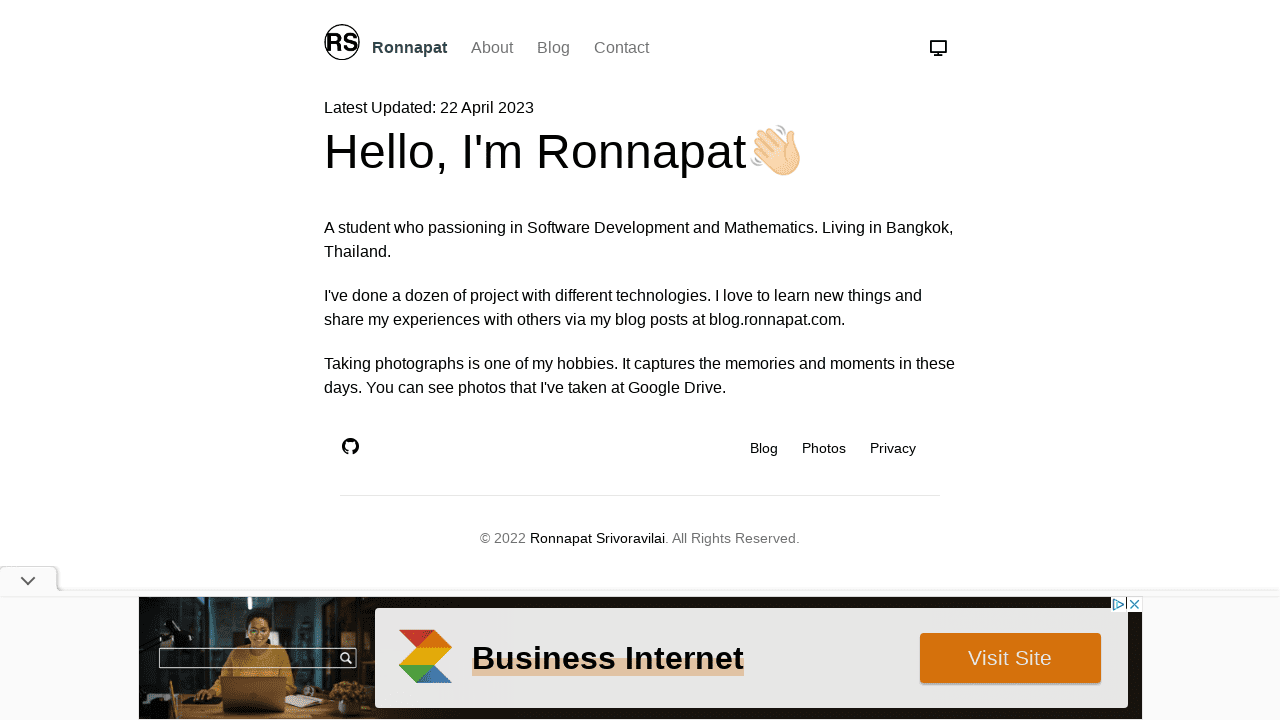 RS
Ronnapat About Blog Contact
Latest Updated: 22 April 2023
Hello, I'm Ronnapat👋🏻
A student who passioning in Software Development and Mathematics. Living in Bangkok,
Thailand.
I've done a dozen of project with different technologies. I love to learn new things and
share my experiences with others via my blog posts at blog.ronnapat.com.
Taking photographs is one of my hobbies. It captures the memories and moments in these
days. You can see photos that I've taken at Google Drive.
Blog Photos Privacy
© 2022 Ronnapat Srivoravilai. All Rights Reserved.
Business Internet
Visit Site